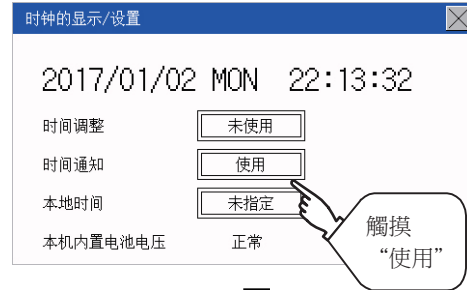 时钟的显示/设置
2017/01/02 MON 22:13:32
时间调整 未使用
时间通知 使用
本地时间 未指定
本机内置电池电压 正常
觸摸
“使用”